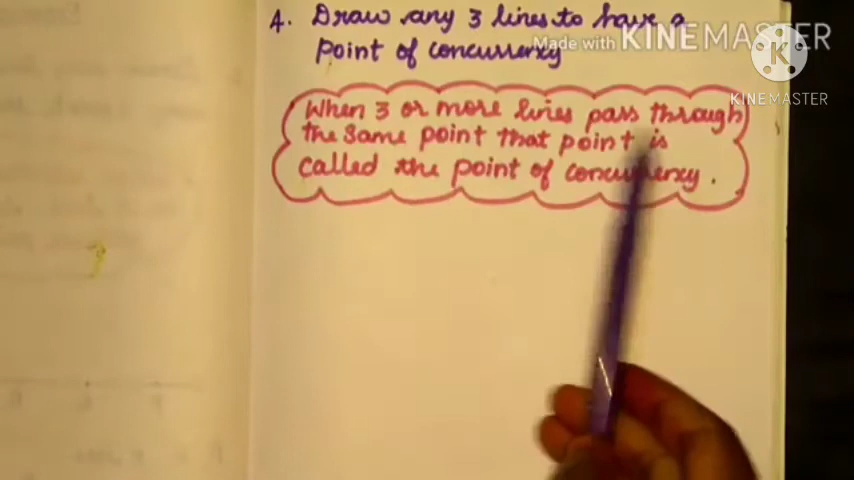 4. Draw any 3 lines to have a
point of concurrency
Made with KINEMASTER
K
KINEMASTER
When 3 or more lines pass through
the same point that point is
called the point of concurrency.